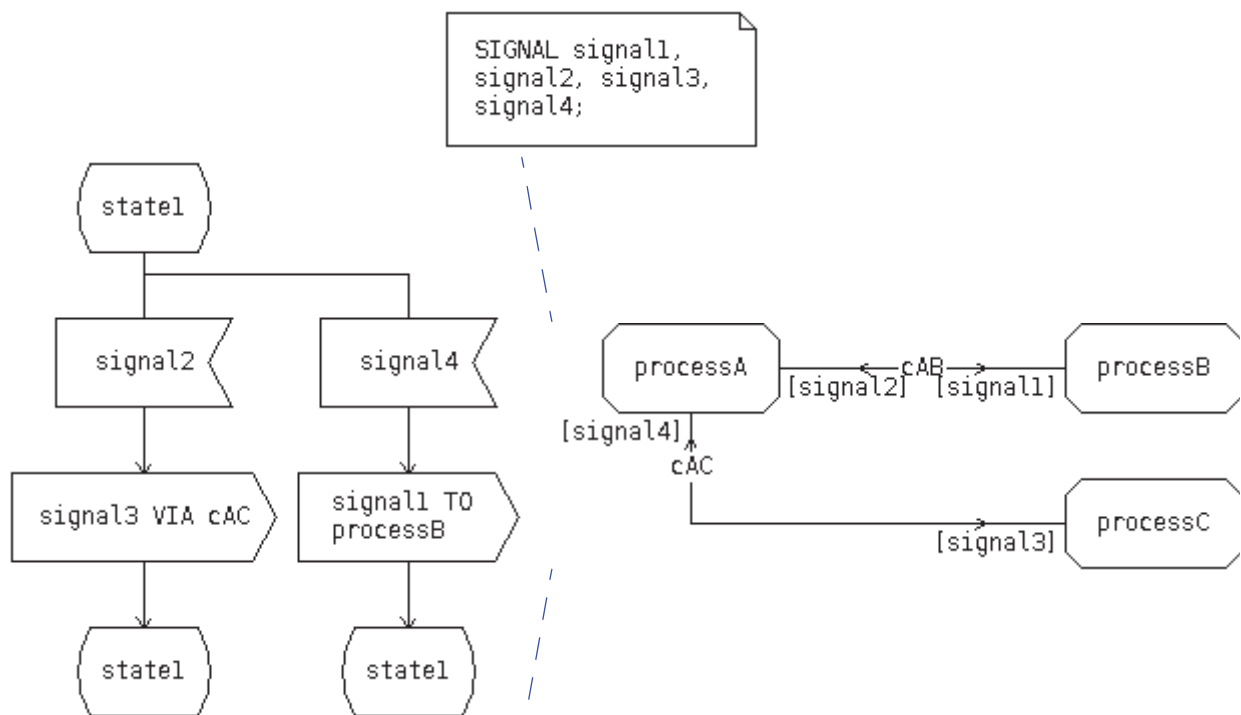 SIGNAL signal1,
signal2, signal3,
signal4;
state1
signal2
signal4
signal3 VIA cAC
signal1 TO
processB
state1
state1
processA
cAB
processB
[signal2]
[signal1]
[signal4]
cAC
processC
[signal3]